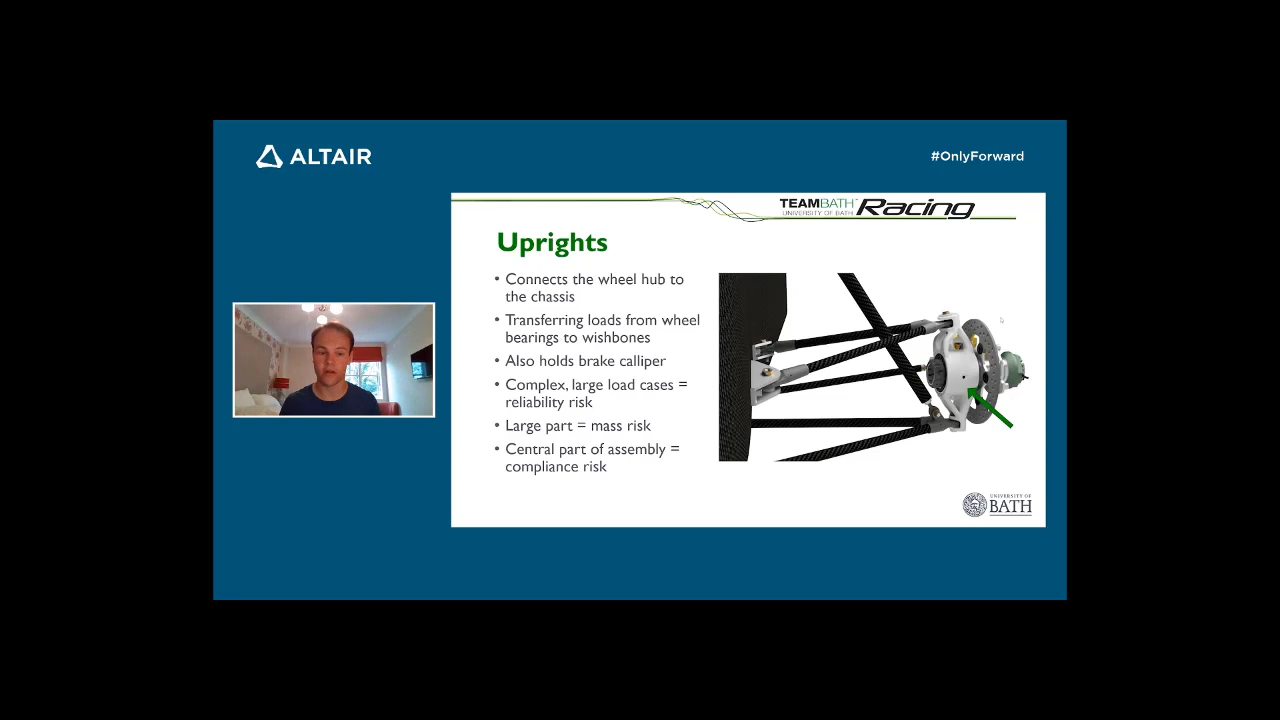 ALTAIR
#OnlyForward
TEAMBATH
UNIVERSITY OF BATH
Racing
Uprights
• Connects the wheel hub to
the chassis
• Transferring loads from wheel
bearings to wishbones
• Also holds brake calliper
• Complex, large load cases =
reliability risk
• Large part = mass risk
• Central part of assembly =
compliance risk
UNIVERSITY OF
BATH